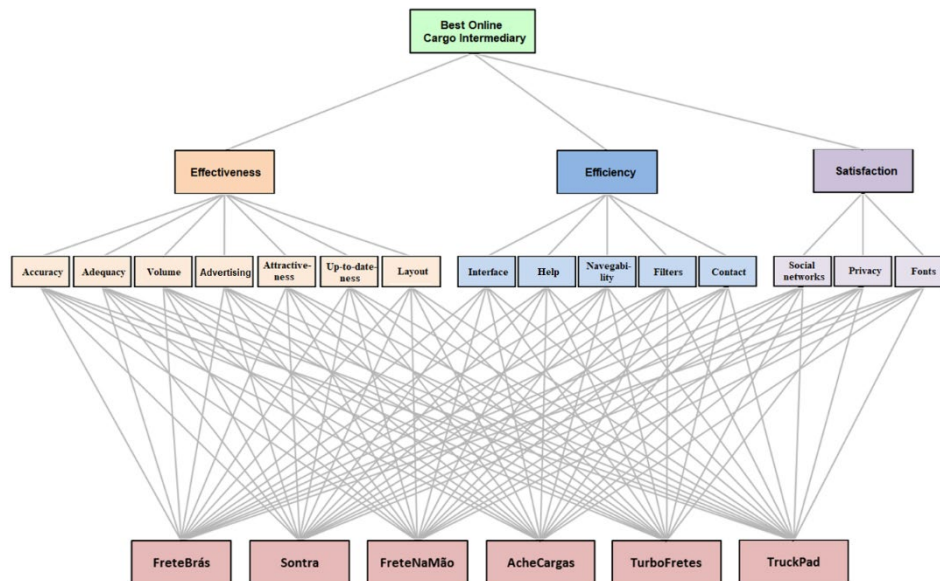 Best Online
Cargo Intermediary
Effectiveness
Efficiency
Satisfaction
Accuracy
Adequacy
Volume
Advertising
Attractive-
ness
Up-to-date-
ness
Layout
Interface
Help
Navegabi-
lity
Filters
Contact
Social
networks
Privacy
Fonts
FreteBrás
Sontra
FreteNaMão
AcheCargas
TurboFretes
TruckPad